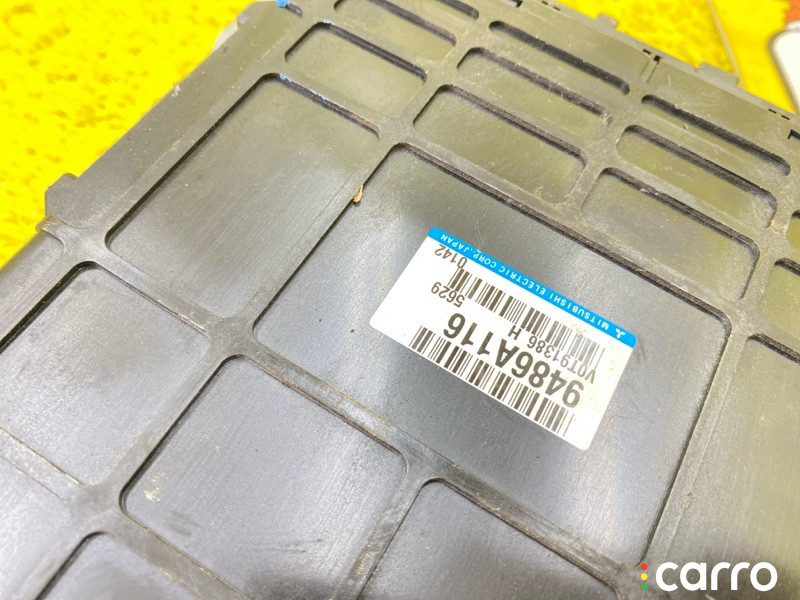 MITSUBISHI ELECTRIC CORP. JAPAN
V0T91386 H 5629 0142
9486A116
carro